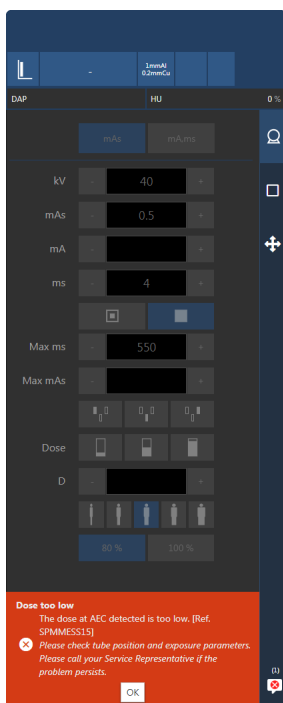 -
1mmAl
0.2mmCu
DAP HU 0 %
mAs mA.ms
kV - 40 +
mAs - 0.5 +
mA - +
ms - 4 +
Max ms - 550 +
Max mAs - +
Dose
D - +
80 % 100 %
Dose too low
The dose at AEC detected is too low. [Ref.
SPMMESS15]
Please check tube position and exposure parameters.
Please call your Service Representative if the
problem persists.
OK
(1)